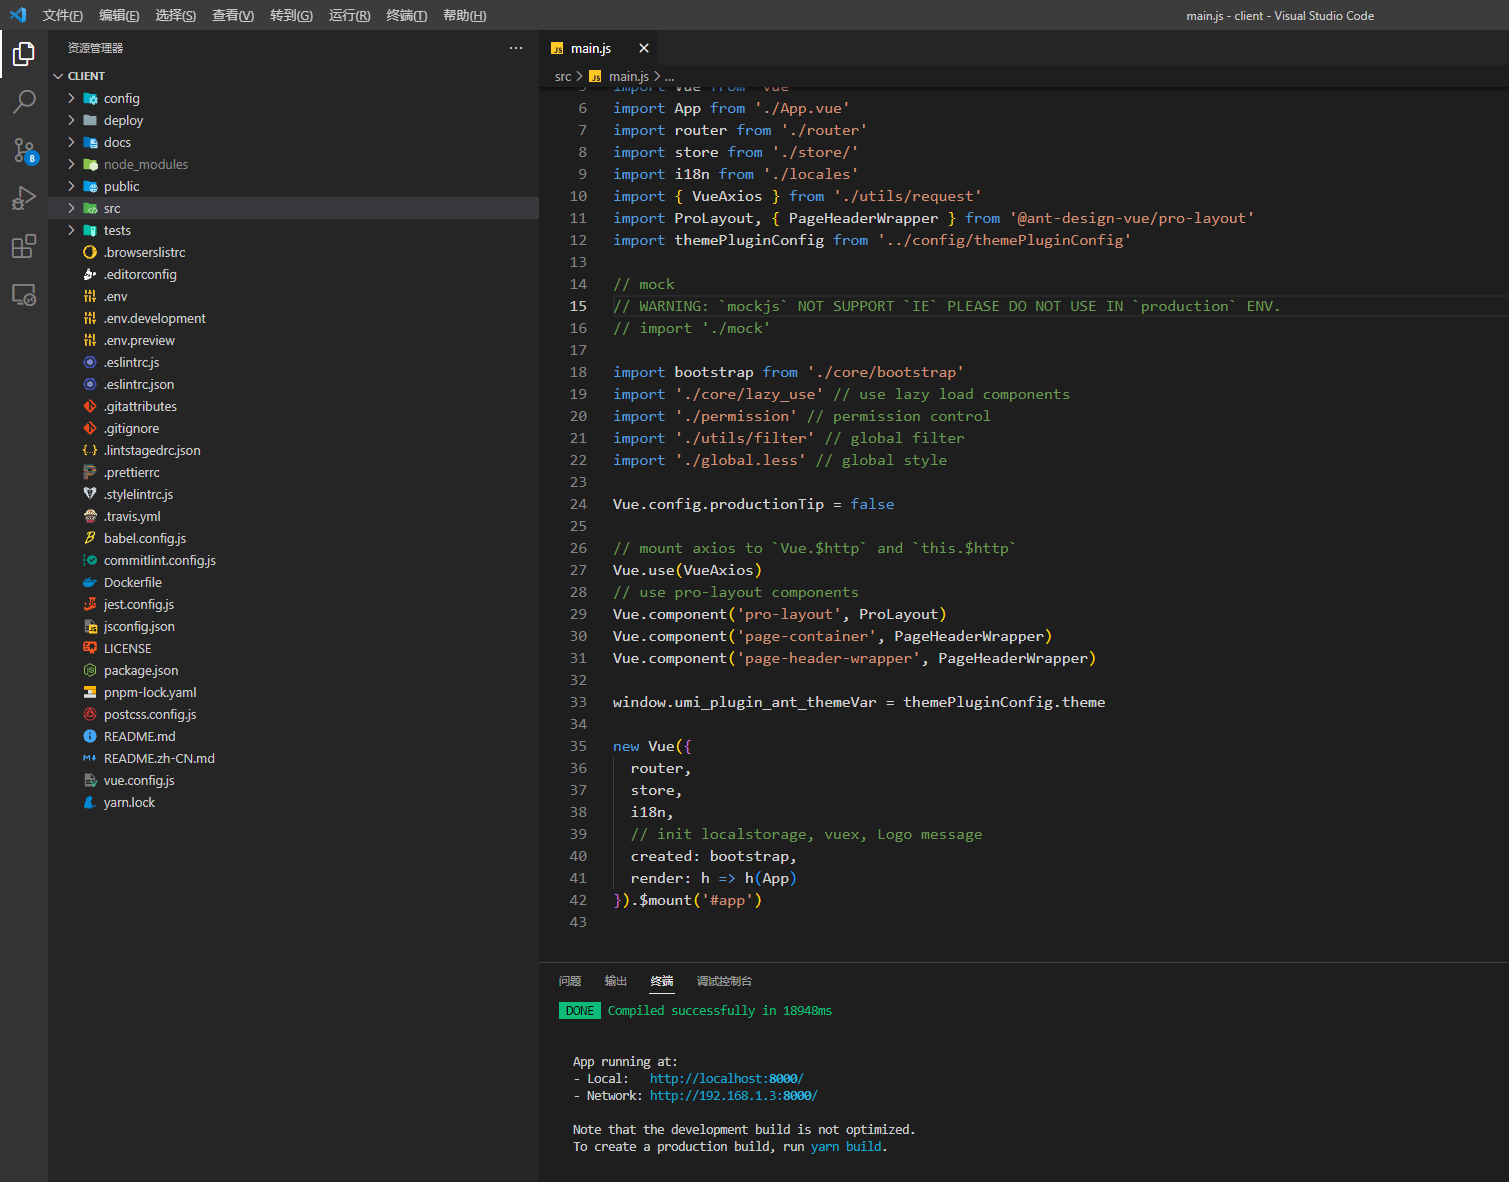 文件(F) 编辑(E) 选择(S) 查看(V) 转到(G) 运行(R) 终端(T) 帮助(H)
main.js - client - Visual Studio Code
资源管理器
CLIENT
config
deploy
docs
node_modules
public
src
tests
.browserslistrc
.editorconfig
.env
.env.development
.env.preview
.eslintrc.js
.eslintrc.json
.gitattributes
.gitignore
.lintstagedrc.json
.prettierrc
.stylelintrc.js
.travis.yml
babel.config.js
commitlint.config.js
Dockerfile
jest.config.js
jsconfig.json
LICENSE
package.json
pnpm-lock.yaml
postcss.config.js
README.md
README.zh-CN.md
vue.config.js
yarn.lock
8
JS main.js
src > JS main.js > ...
5 import Vue from 'vue'
6 import App from './App.vue'
7 import router from './router'
8 import store from './store/'
9 import i18n from './locales'
10 import { VueAxios } from './utils/request'
11 import ProLayout, { PageHeaderWrapper } from '@ant-design-vue/pro-layout'
12 import themePluginConfig from '../config/themePluginConfig'
13
14 // mock
15 // WARNING: `mockjs` NOT SUPPORT `IE` PLEASE DO NOT USE IN `production` ENV.
16 // import './mock'
17
18 import bootstrap from './core/bootstrap'
19 import './core/lazy_use' // use lazy load components
20 import './permission' // permission control
21 import './utils/filter' // global filter
22 import './global.less' // global style
23
24 Vue.config.productionTip = false
25
26 // mount axios to `Vue.$http` and `this.$http`
27 Vue.use(VueAxios)
28 // use pro-layout components
29 Vue.component('pro-layout', ProLayout)
30 Vue.component('page-container', PageHeaderWrapper)
31 Vue.component('page-header-wrapper', PageHeaderWrapper)
32
33 window.umi_plugin_ant_themeVar = themePluginConfig.theme
34
35 new Vue({
36 router,
37 store,
38 i18n,
39 // init localstorage, vuex, Logo message
40 created: bootstrap,
41 render: h => h(App)
42 }).$mount('#app')
43
问题 输出 终端 调试控制台
DONE Compiled successfully in 18948ms
App running at:
- Local: http://localhost:8000/
- Network: http://192.168.1.3:8000/
Note that the development build is not optimized.
To create a production build, run yarn build.